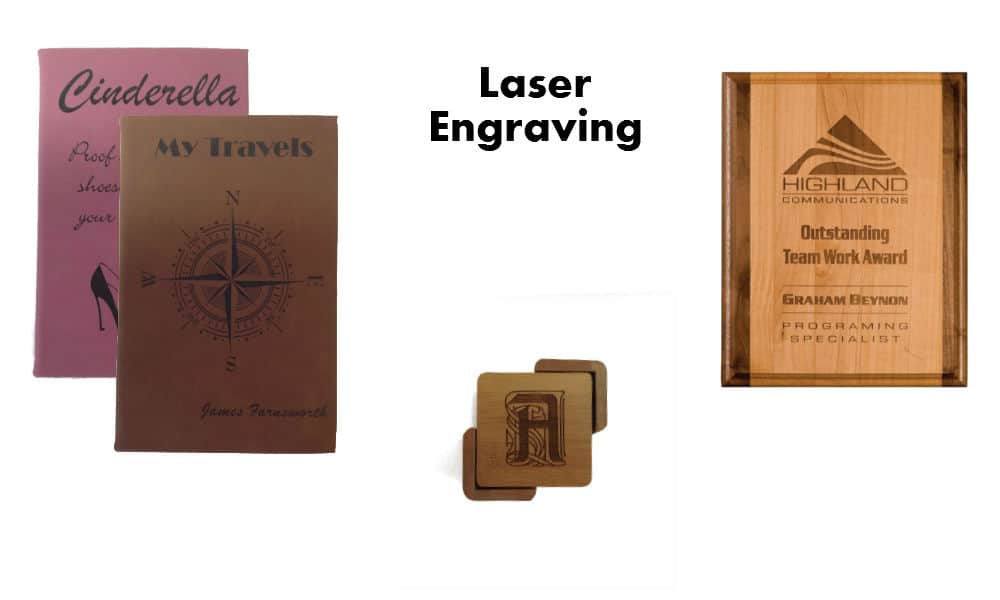 Cinderella
Proof
shoes
your
My Travels
N
W
S
James Farnsworth
Laser
Engraving
A
HIGHLAND
COMMUNICATIONS
Outstanding
Team Work Award
GRAHAM BEYNON
PROGRAMING
SPECIALIST